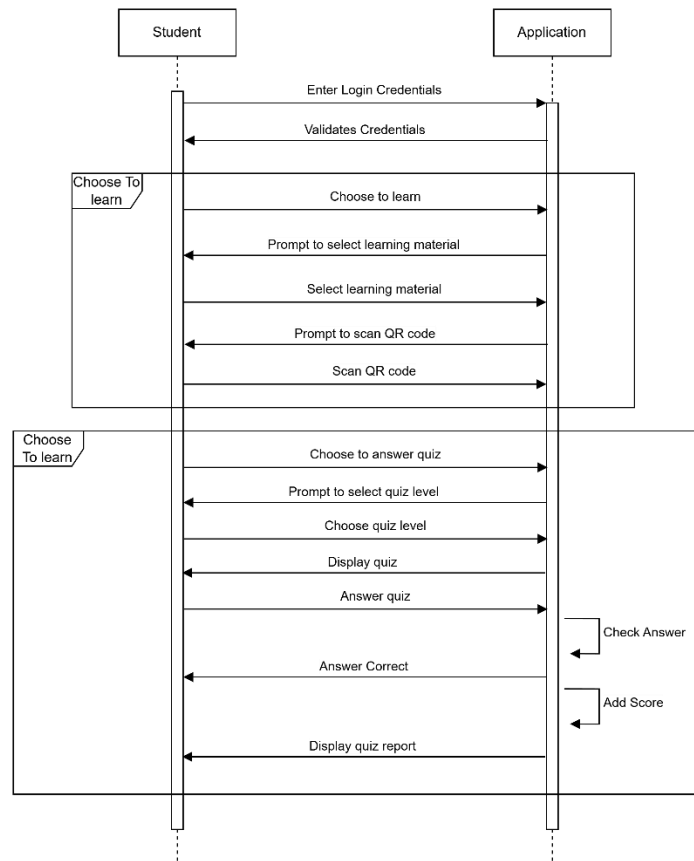 Student
Application
Enter Login Credentials
Validates Credentials
Choose To
learn
Choose to learn
Prompt to select learning material
Select learning material
Prompt to scan QR code
Scan QR code
Choose
To learn
Choose to answer quiz
Prompt to select quiz level
Choose quiz level
Display quiz
Answer quiz
Check Answer
Answer Correct
Add Score
Display quiz report